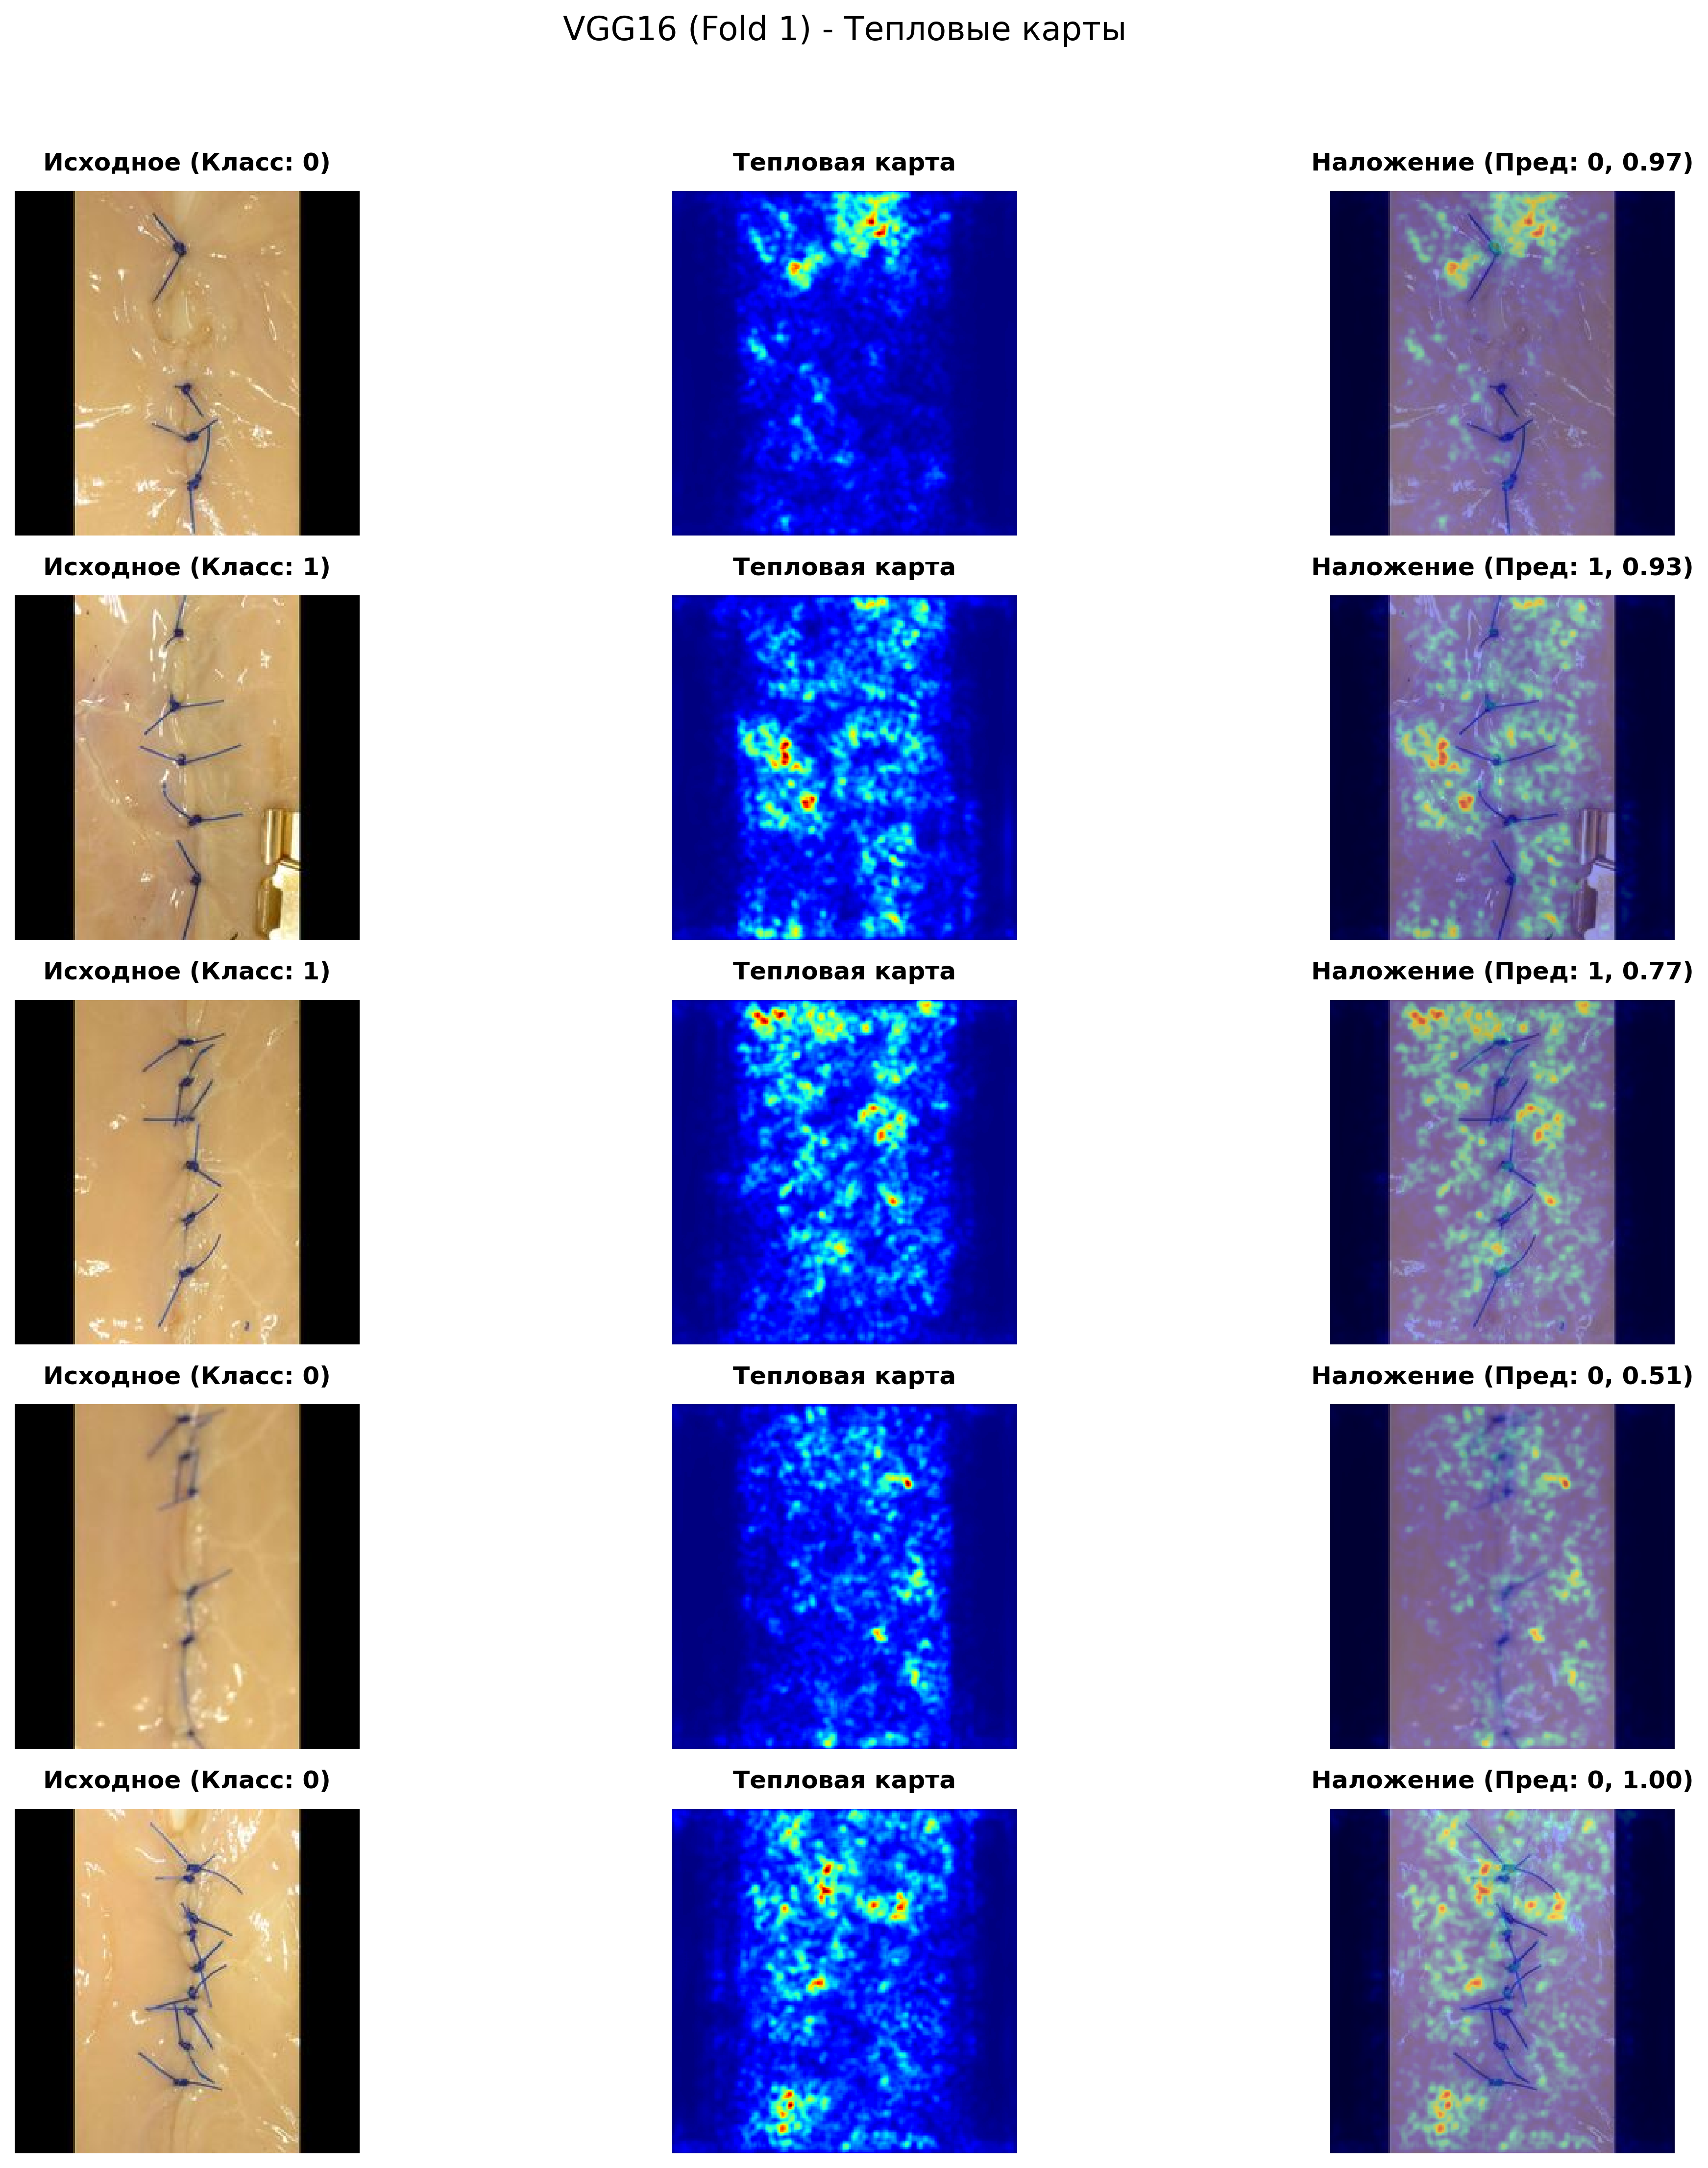 VGG16 (Fold 1) - Тепловые карты
Исходное (Класс: 0)
Тепловая карта
Наложение (Пред: 0, 0.97)
Исходное (Класс: 1)
Тепловая карта
Наложение (Пред: 1, 0.93)
Исходное (Класс: 1)
Тепловая карта
Наложение (Пред: 1, 0.77)
Исходное (Класс: 0)
Тепловая карта
Наложение (Пред: 0, 0.51)
Исходное (Класс: 0)
Тепловая карта
Наложение (Пред: 0, 1.00)